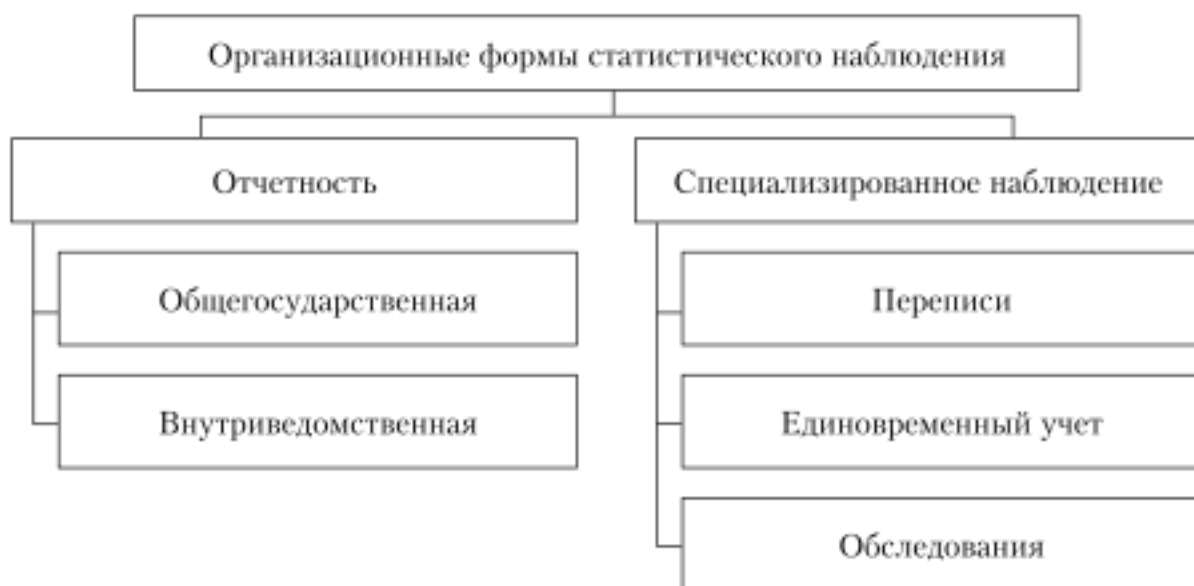 Организационные формы статистического наблюдения
Отчетность
Общегосударственная
Внутриведомственная
Специализированное наблюдение
Переписи
Единовременный учет
Обследования